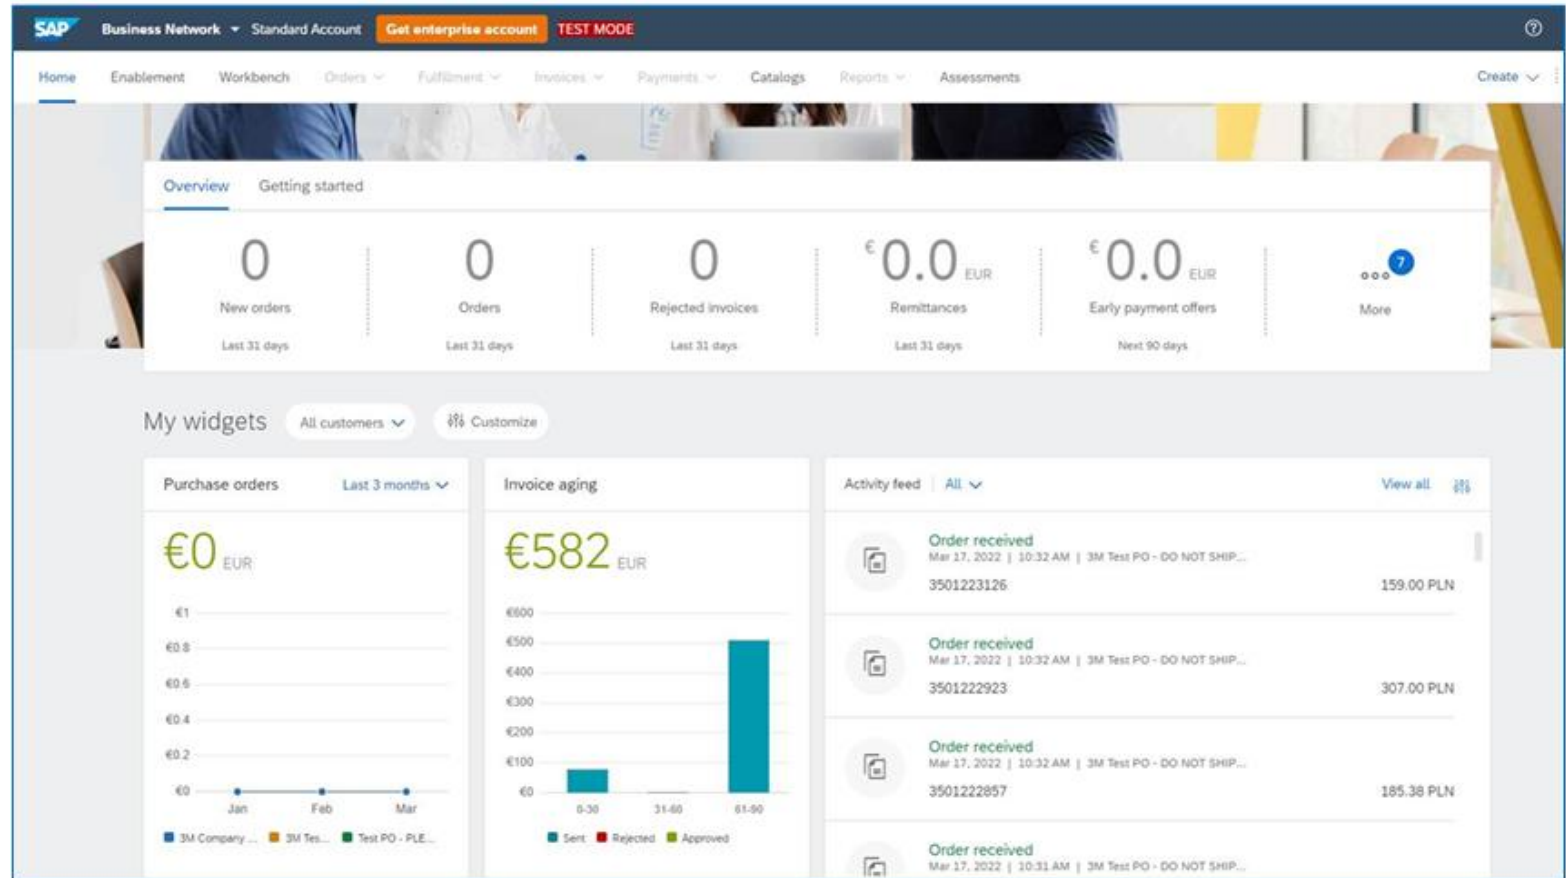 SAP Business Network Standard Account Get enterprise account TEST MODE
Home Enablement Workbench Orders Fulfillment Invoices Payments Catalogs Reports Assessments Create
Overview Getting started
0 0 0 € 0.0 EUR € 0.0 EUR 7
New orders Orders Rejected invoices Remittances Early payment offers More
Last 31 days Last 31 days Last 31 days Last 31 days Next 90 days
My widgets All customers Customize
Purchase orders Last 3 months
€0 EUR
€1
€0.8
€0.6
€0.4
€0.2
€0
Jan Feb Mar
3M Company ... 3M Tes... Test PO - PLE...
Invoice aging
€582 EUR
€600
€500
€400
€300
€200
€100
€0
0-30 31-60 61-90
Sent Rejected Approved
Activity feed All View all
Order received
Mar 17, 2022 | 10:32 AM | 3M Test PO - DO NOT SHIP...
3501223126 159.00 PLN
Order received
Mar 17, 2022 | 10:32 AM | 3M Test PO - DO NOT SHIP...
3501222923 307.00 PLN
Order received
Mar 17, 2022 | 10:32 AM | 3M Test PO - DO NOT SHIP...
3501222857 185.38 PLN
Order received
Mar 17, 2022 | 10:31 AM | 3M Test PO - DO NOT SHIP...